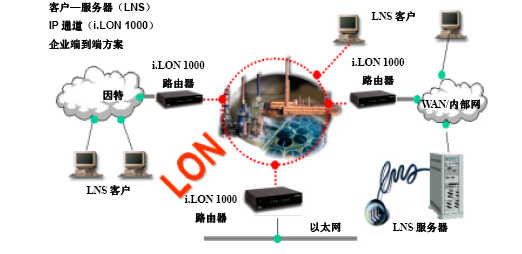 客户—服务器（LNS）
IP 通道（i.LON 1000）
企业端到端方案
LNS 客户
i.LON 1000
路由器
i.LON 1000
路由器
因特
WAN/内部网
LON
LNS 客户
i.LON 1000
路由器
以太网
LNS
LNS 服务器